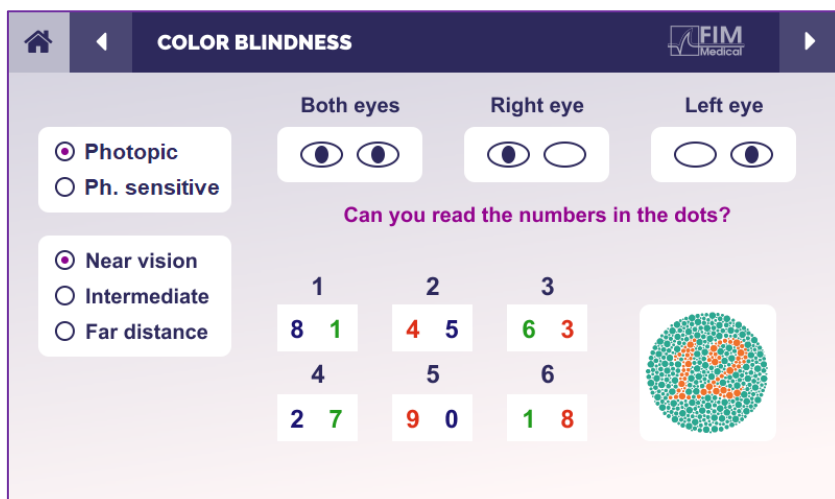 COLOR BLINDNESS
FIM
Medical
Both eyes Right eye Left eye
Photopic
Ph. sensitive
Can you read the numbers in the dots?
Near vision
Intermediate
Far distance
1 2 3
8 1 4 5 6 3
4 5 6
2 7 9 0 1 8
12